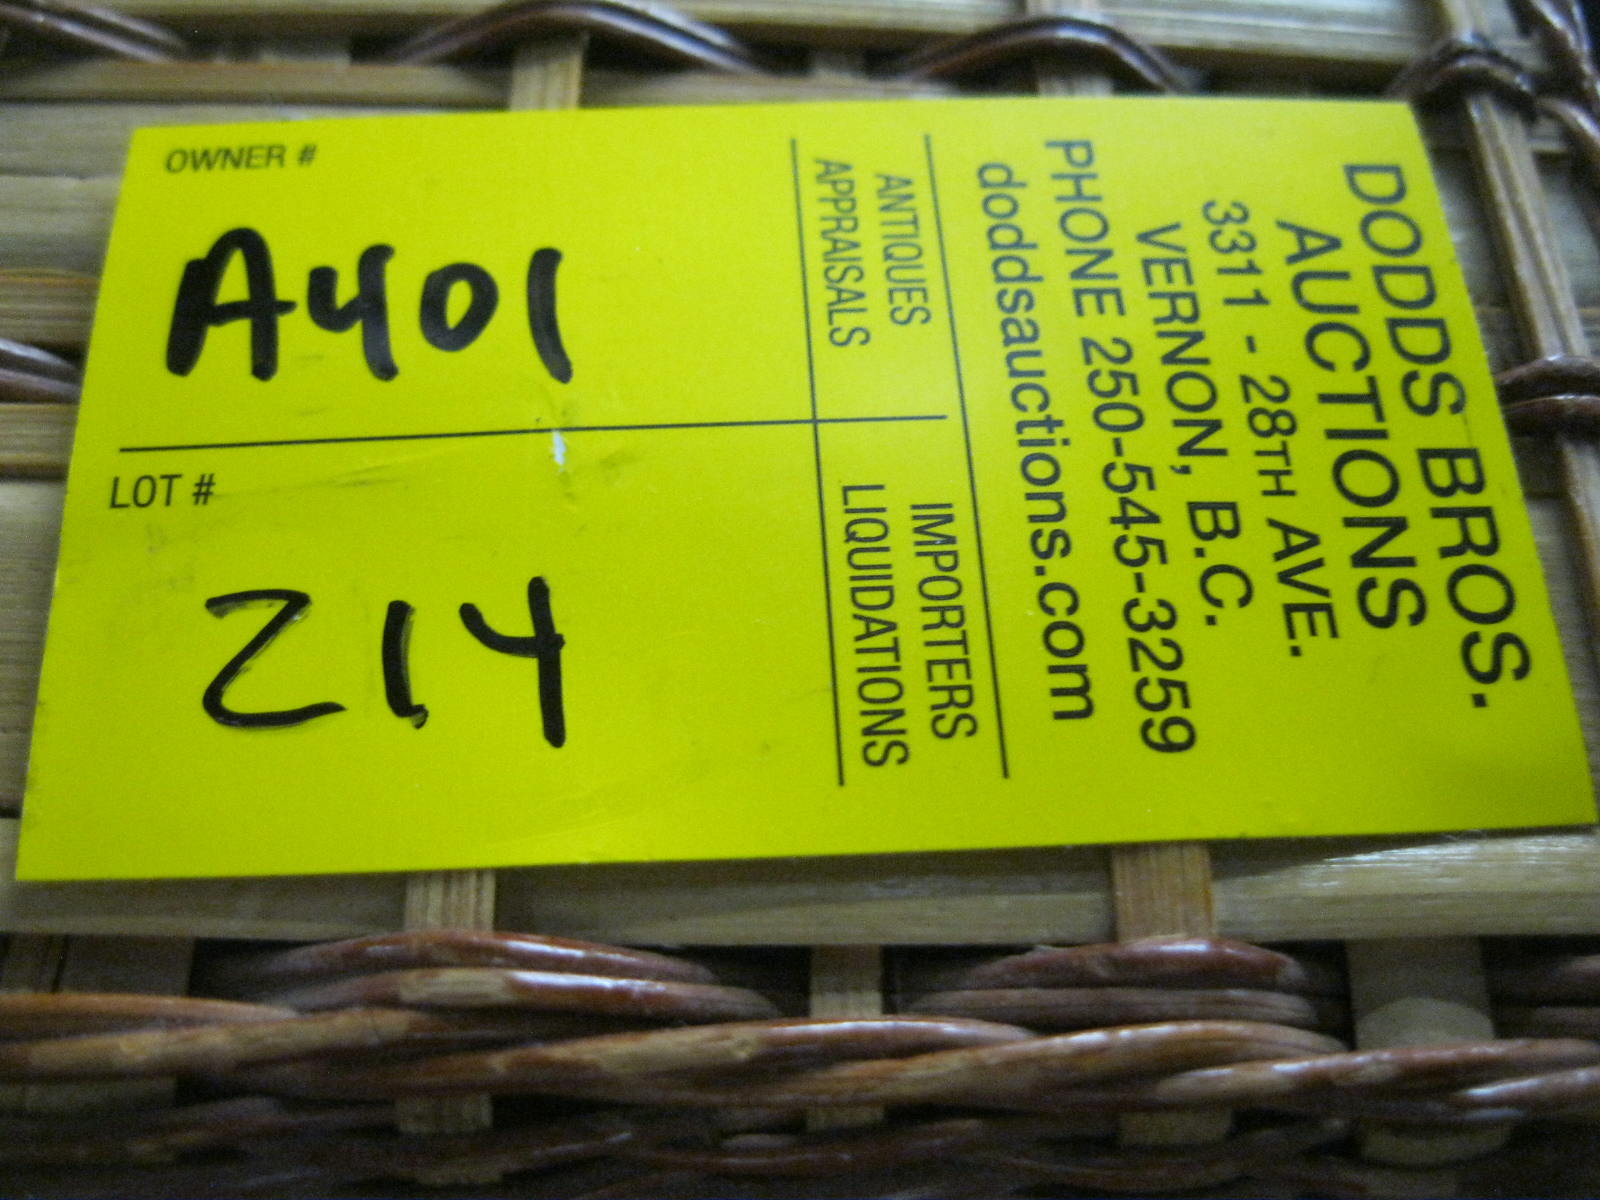 DODDS BROS.
AUCTIONS
3311 - 28TH AVE.
VERNON, B.C.
PHONE 250-545-3259
doddsauctions.com
ANTIQUES
APPRAISALS
IMPORTERS
LIQUIDATIONS
OWNER #
A401
LOT #
214